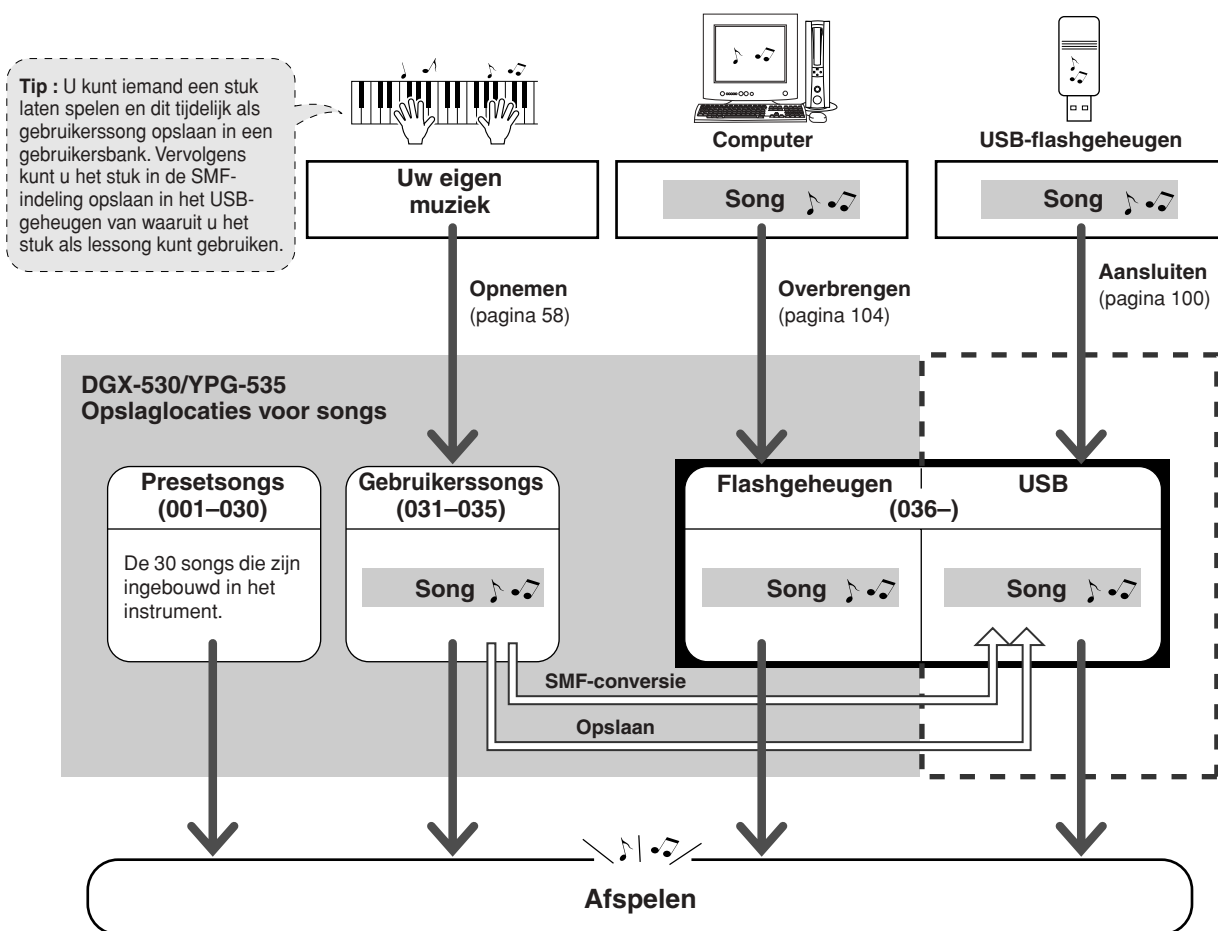 Tip : U kunt iemand een stuk
laten spelen en dit tijdelijk als
gebruikerssong opslaan in een
gebruikersbank. Vervolgens
kunt u het stuk in de SMF-
indeling opslaan in het USB-
geheugen van waaruit u het
stuk als lessong kunt gebruiken.
Computer
USB-flashgeheugen
Uw eigen
muziek
Song
Song
Opnemen
(pagina 58)
Overbrengen
(pagina 104)
Aansluiten
(pagina 100)
DGX-530/YPG-535
Opslaglocaties voor songs
Presetsongs
(001–030)
De 30 songs die zijn
ingebouwd in het
instrument.
Gebruikerssongs
(031–035)
Song
Flashgeheugen
USB
(036–)
Song
Song
SMF-conversie
Opslaan
Afspelen